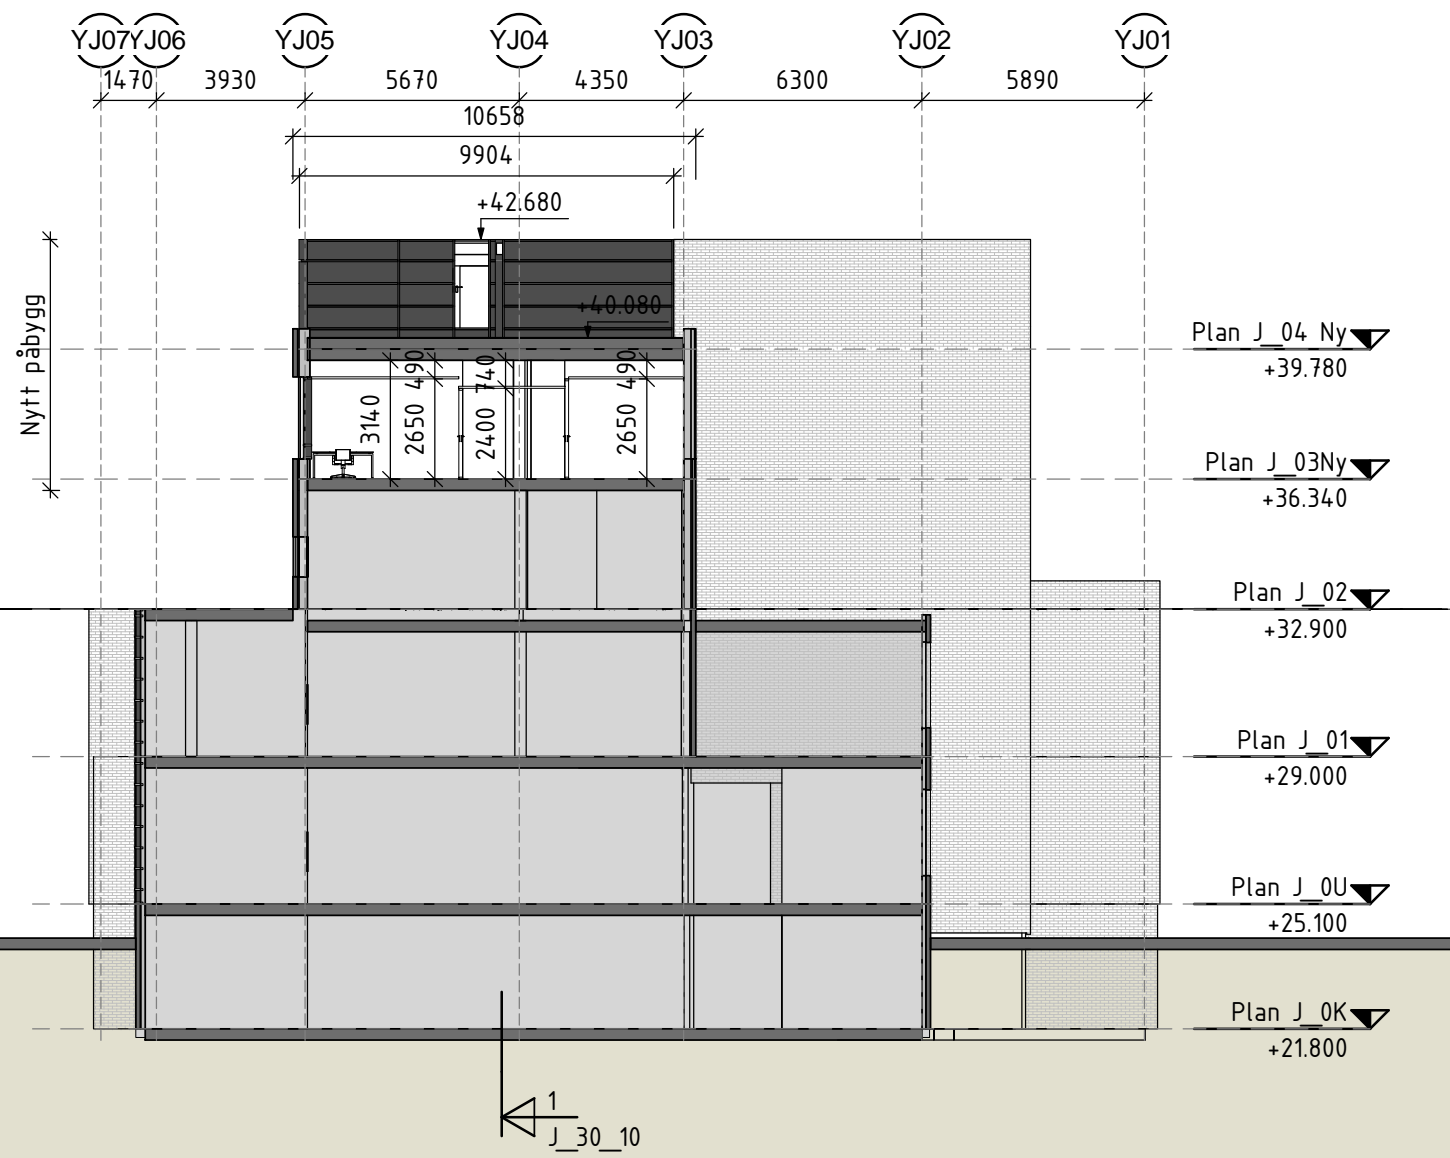 YJ07 YJ06 YJ05 YJ04 YJ03 YJ02 YJ01
1470 3930 5670 4350 6300 5890
10658
9904
+42.680
Nytt påbygg
+40.080
Plan J_04 Ny
+39.780
3140
2650 490
2400 740
2650 490
Plan J_03Ny
+36.340
Plan J_02
+32.900
Plan J_01
+29.000
Plan J_0U
+25.100
Plan J_0K
+21.800
1
J_30_10